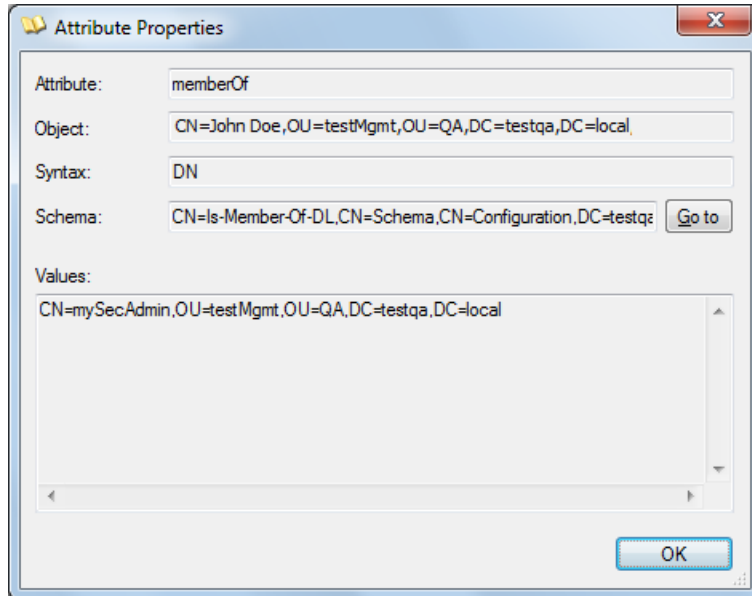 Attribute Properties
Attribute: memberOf
Object: CN=John Doe,OU=testMgmt,OU=QA,DC=testqa,DC=local,
Syntax: DN
Schema: CN=Is-Member-Of-DL,CN=Schema,CN=Configuration,DC=testqa Go to
Values:
CN=mySecAdmin,OU=testMgmt,OU=QA,DC=testqa,DC=local
OK